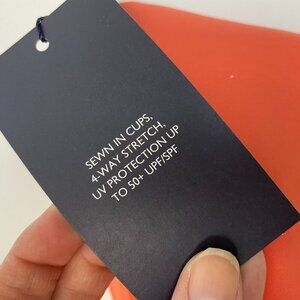 SEWN IN CUPS,
4-WAY STRETCH,
UV PROTECTION UP
TO 50+ UPF/SPF